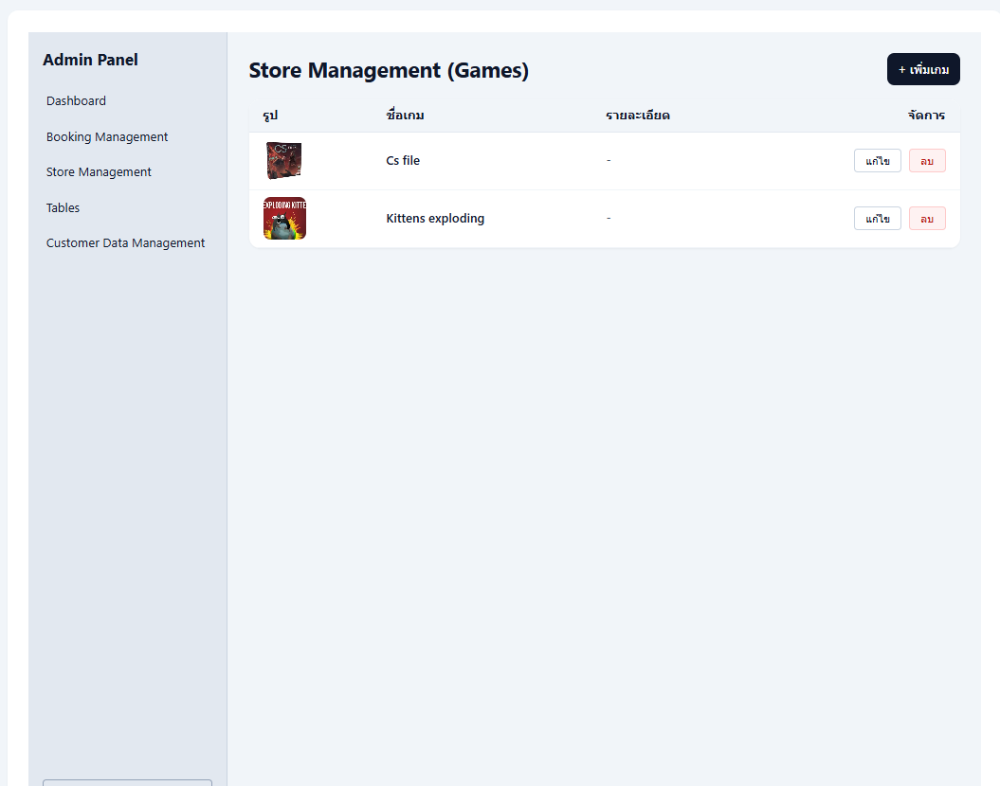 Admin Panel
Dashboard
Booking Management
Store Management
Tables
Customer Data Management
Store Management (Games)
+ เพิ่มเกม
รูป ชื่อเกม รายละเอียด จัดการ
CS
Cs file - แก้ไข ลบ
EXPLODING KITTE
Kittens exploding - แก้ไข ลบ